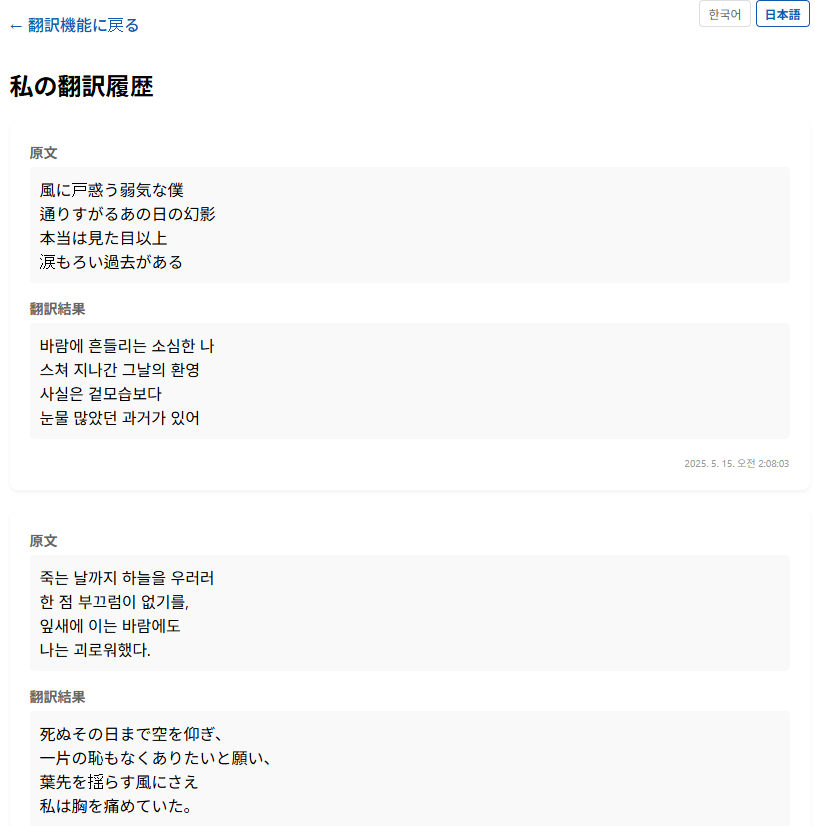 ← 翻訳機能に戻る
한국어 日本語
私の翻訳履歴
原文
風に戸惑う弱気な僕
通りすがるあの日の幻影
本当は見た目以上
涙もろい過去がある
翻訳結果
바람에 흔들리는 소심한 나
스쳐 지나간 그날의 환영
사실은 겉모습보다
눈물 많았던 과거가 있어
2025. 5. 15. 오전 2:08:03
原文
죽는 날까지 하늘을 우러러
한 점 부끄럼이 없기를,
잎새에 이는 바람에도
나는 괴로워했다.
翻訳結果
死ぬその日まで空を仰ぎ、
一片の恥もなくありたいと願い、
葉先を揺らす風にさえ
私は胸を痛めていた。